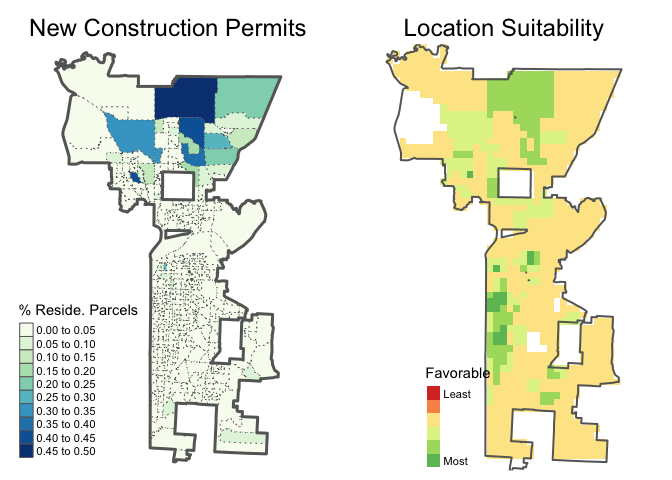 New Construction Permits
Location Suitability
% Reside. Parcels
0.00 to 0.05
0.05 to 0.10
0.10 to 0.15
0.15 to 0.20
0.20 to 0.25
0.25 to 0.30
0.30 to 0.35
0.35 to 0.40
0.40 to 0.45
0.45 to 0.50
Favorable
Least
Most